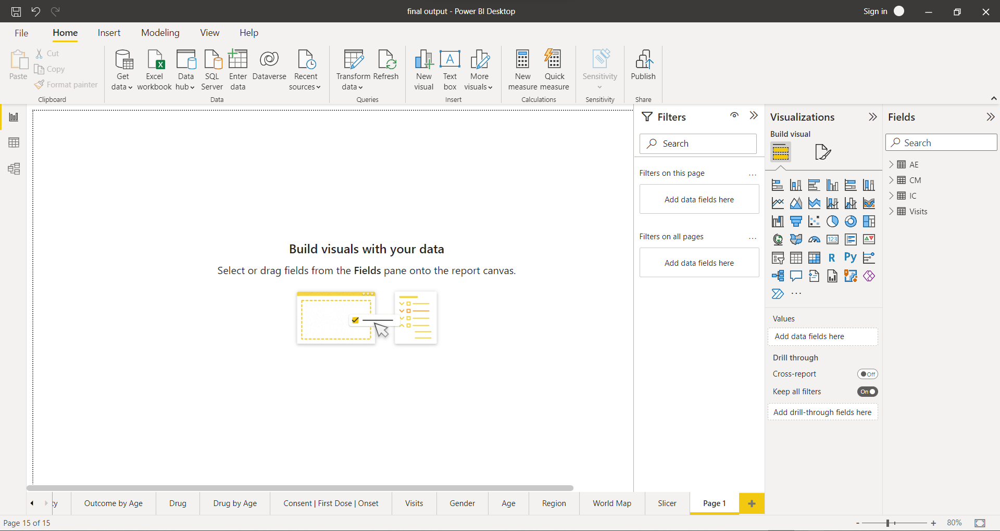 final output - Power BI Desktop
Sign in
File
Home
Insert
Modeling
View
Help
Paste
Cut
Copy
Format painter
Clipboard
Get data
Excel workbook
Data hub
SQL Server
Enter data
Dataverse
Recent sources
Data
Transform data
Refresh
Queries
New visual
Text box
More visuals
Insert
New measure
Quick measure
Calculations
Sensitivity
Sensitivity
Publish
Share
Build visuals with your data
Select or drag fields from the Fields pane onto the report canvas.
Filters
Search
Filters on this page
...
Add data fields here
Filters on all pages
...
Add data fields here
Visualizations
Build visual
123
R
Py
...
Values
Add data fields here
Drill through
Cross-report
Off
Keep all filters
On
Add drill-through fields here
Fields
Search
AE
CM
IC
Visits
ty
Outcome by Age
Drug
Drug by Age
Consent | First Dose | Onset
Visits
Gender
Age
Region
World Map
Slicer
Page 1
+
Page 15 of 15
- + 80%